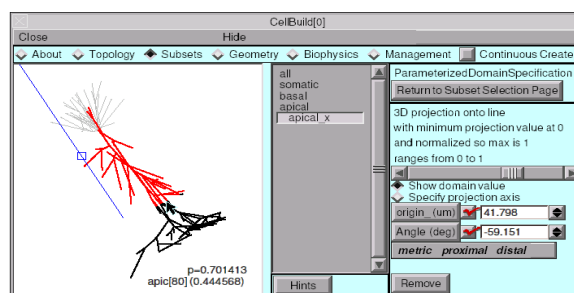 CellBuild[0]
Close Hide
About Topology Subsets Geometry Biophysics Management Continuous Create
all
somatic
basal
apical
apical_x
Hints
p=0.701413
apic[80] (0.444568)
ParameterizedDomainSpecification
Return to Subset Selection Page
3D projection onto line
with minimum projection value at 0
and normalized so max is 1
ranges from 0 to 1
Show domain value
Specify projection axis
origin_ (um) 41.798
Angle (deg) -59.151
metric proximal distal
Remove